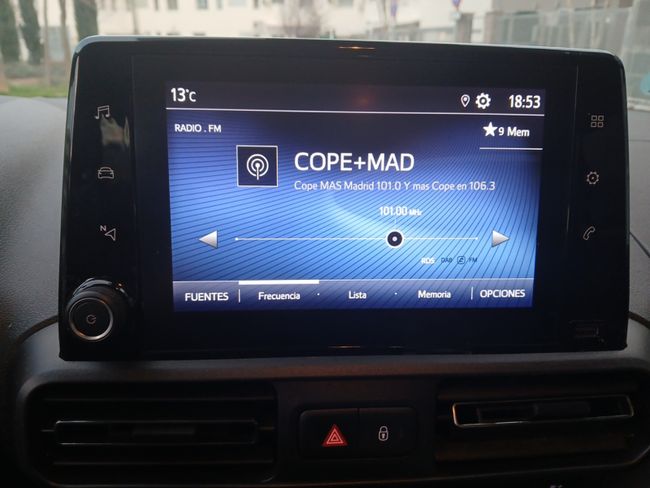 13°C
18:53
RADIO . FM
9 Mem
COPE+MAD
Cope MAS Madrid 101.0 Y mas Cope en 106.3
101.00 MHz
N
RDS DAB FM
FUENTES Frecuencia Lista Memoria OPCIONES